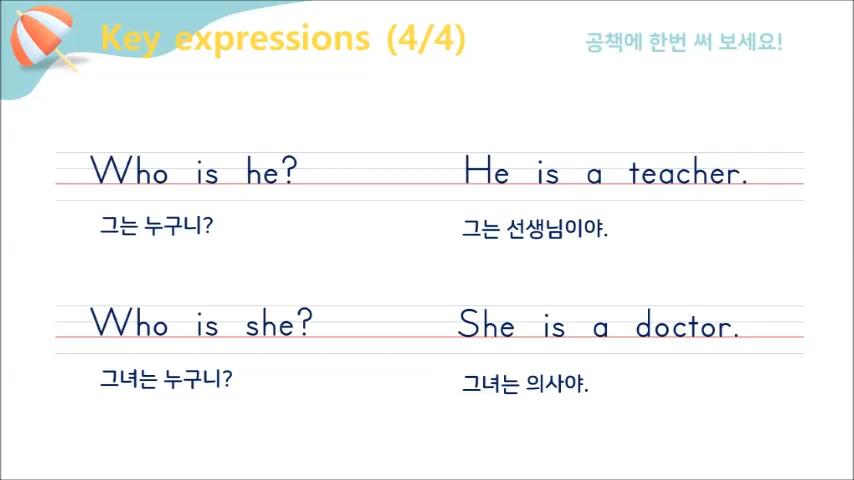 Key expressions (4/4)
공책에 한번 써 보세요!
Who is he?
He is a teacher.
그는 누구니?
그는 선생님이야.
Who is she?
She is a doctor.
그녀는 누구니?
그녀는 의사야.